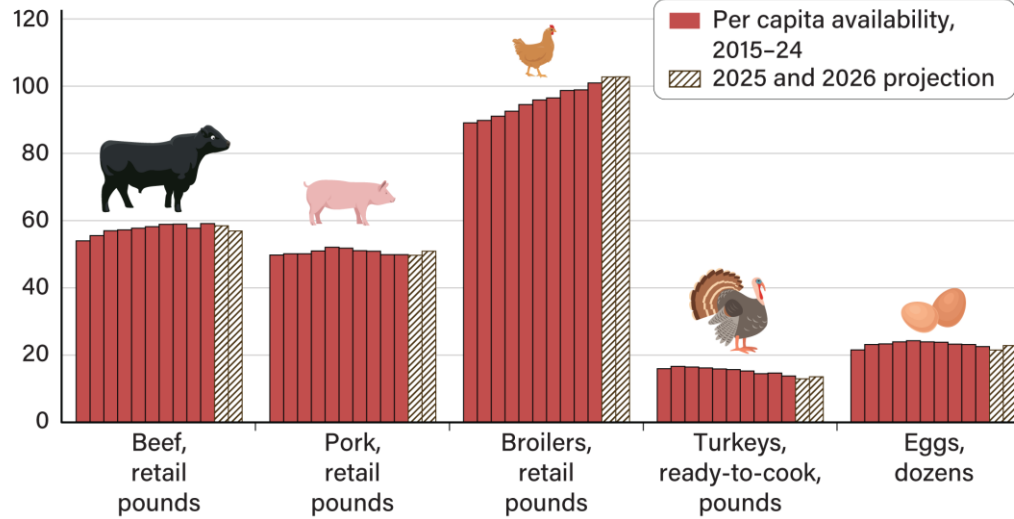 120
100
80
60
40
20
0
Per capita availability,
2015–24
2025 and 2026 projection
Beef,
retail
pounds
Pork,
retail
pounds
Broilers,
retail
pounds
Turkeys,
ready-to-cook,
pounds
Eggs,
dozens